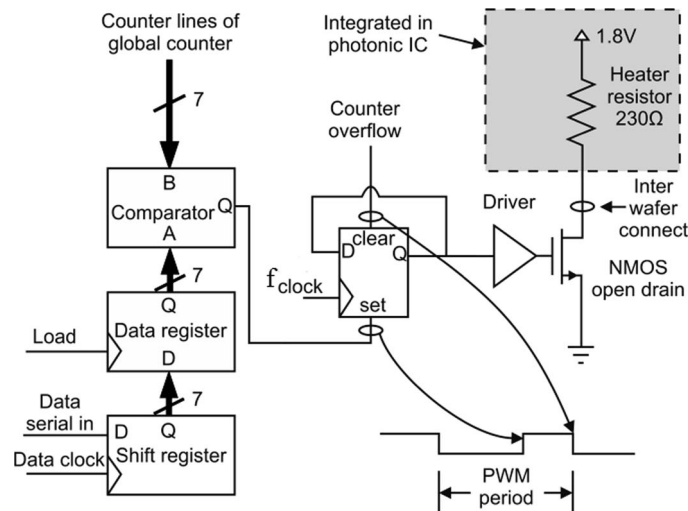 Counter lines of
global counter
7
B
Comparator
Q
A
7
Q
Data register
D
Load
7
Data
serial in
D
Q
Shift register
Data clock
Counter
overflow
clear
D
Q
fclock
set
Driver
Integrated in
photonic IC
1.8V
Heater
resistor
230Ω
Inter
wafer
connect
NMOS
open drain
PWM
period